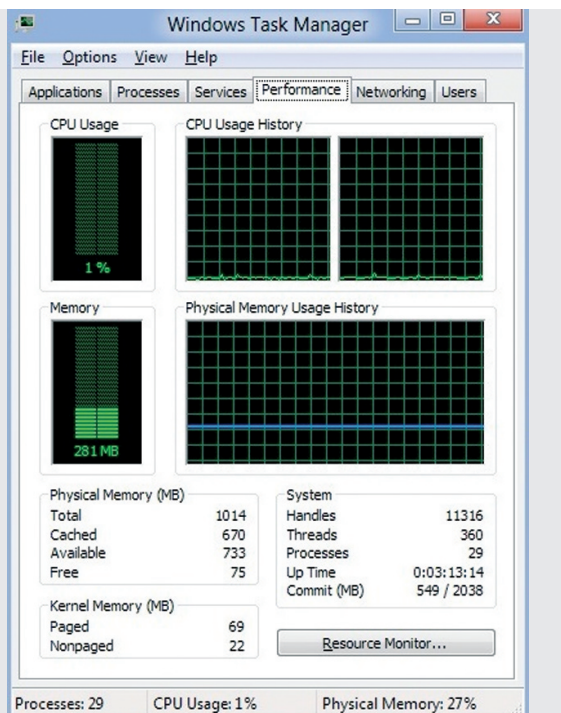 Windows Task Manager
File Options View Help
Applications Processes Services Performance Networking Users
CPU Usage CPU Usage History
1 %
Memory Physical Memory Usage History
281 MB
Physical Memory (MB)
Total 1014
Cached 670
Available 733
Free 75
System
Handles 11316
Threads 360
Processes 29
Up Time 0:03:13:14
Commit (MB) 549 / 2038
Kernel Memory (MB)
Paged 69
Nonpaged 22
Resource Monitor...
Processes: 29 CPU Usage: 1% Physical Memory: 27%